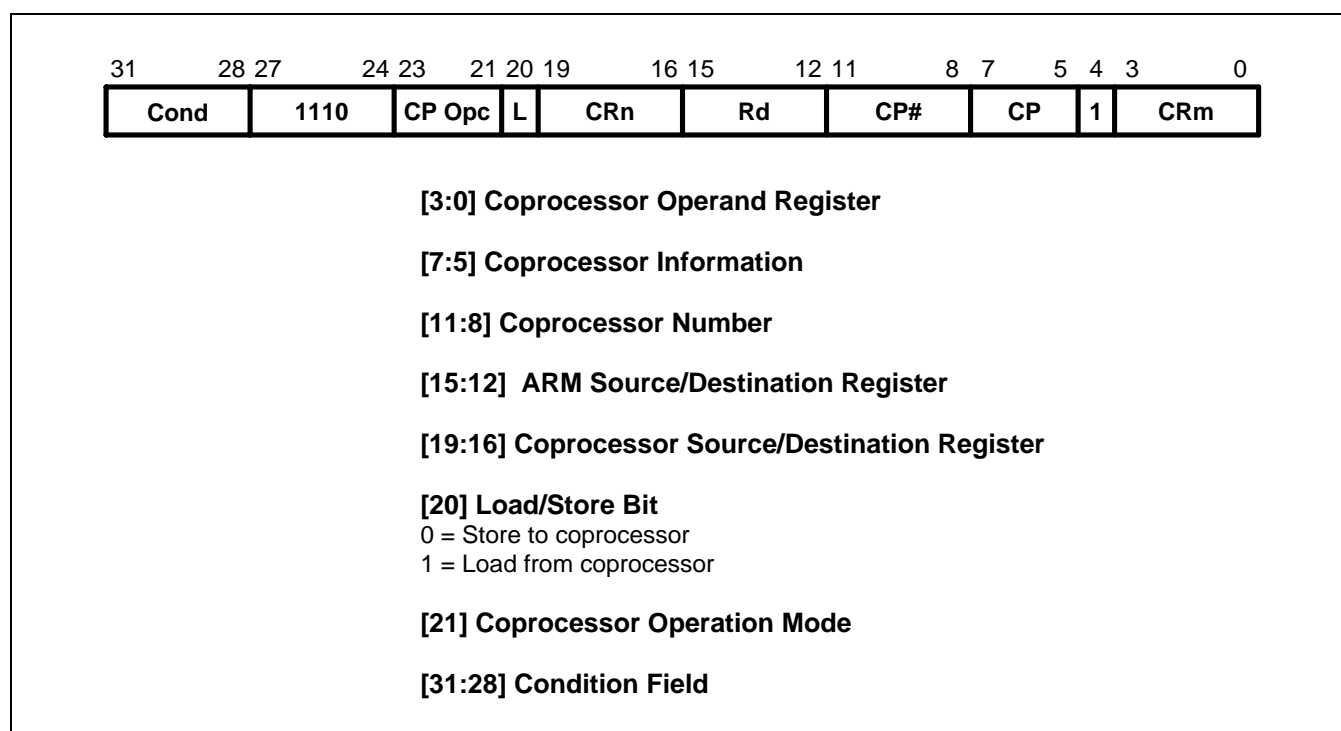 31 28 27 24 23 21 20 19 16 15 12 11 8 7 5 4 3 0
Cond 1110 CP Opc L CRn Rd CP# CP 1 CRm
[3:0] Coprocessor Operand Register
[7:5] Coprocessor Information
[11:8] Coprocessor Number
[15:12] ARM Source/Destination Register
[19:16] Coprocessor Source/Destination Register
[20] Load/Store Bit
0 = Store to coprocessor
1 = Load from coprocessor
[21] Coprocessor Operation Mode
[31:28] Condition Field